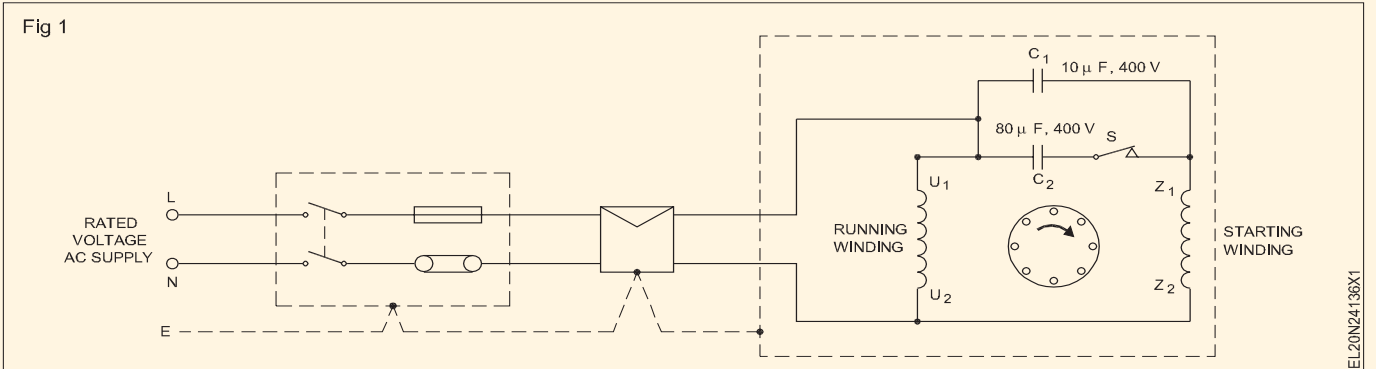 Fig 1
C1
10 μ F, 400 V
80 μ F, 400 V
S
C2
L
RATED
VOLTAGE
AC SUPPLY
N
E
U1
RUNNING
WINDING
U2
Z1
STARTING
WINDING
Z2
EL20N24136X1